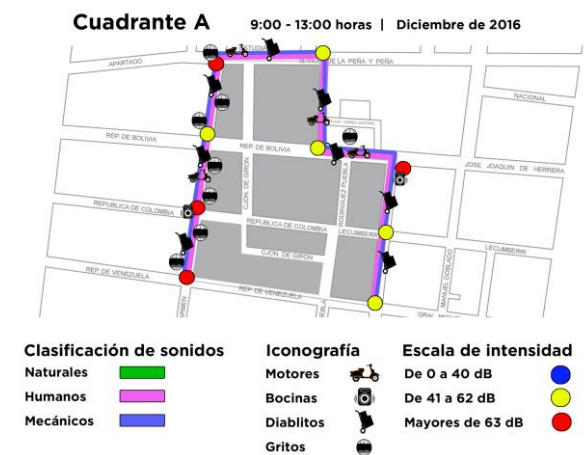 Cuadrante A
9:00 - 13:00 horas | Diciembre de 2016
APARTADO
ESTUDIA
DE LA PEÑA Y PEÑA
NACIONAL
REP. DE BOLIVIA
REP. DE BOLIVIA
JOSE JOAQUIN DE HERRERA
CJON. DE GIRON
RODRIGUEZ PUEBLA
REPUBLICA DE COLOMBIA
REPUBLICA DE COLOMBIA
LECUMBERRI
LECUMBERRI
CJON. DE GIRON
MANUEL DOBLADO
REP. DE VENEZUELA
REP. DE VENEZUELA
GRAL.
Clasificación de sonidos
Naturales
Humanos
Mecánicos
Iconografía
Motores
Bocinas
Diablitos
Gritos
Escala de intensidad
De 0 a 40 dB
De 41 a 62 dB
Mayores de 63 dB